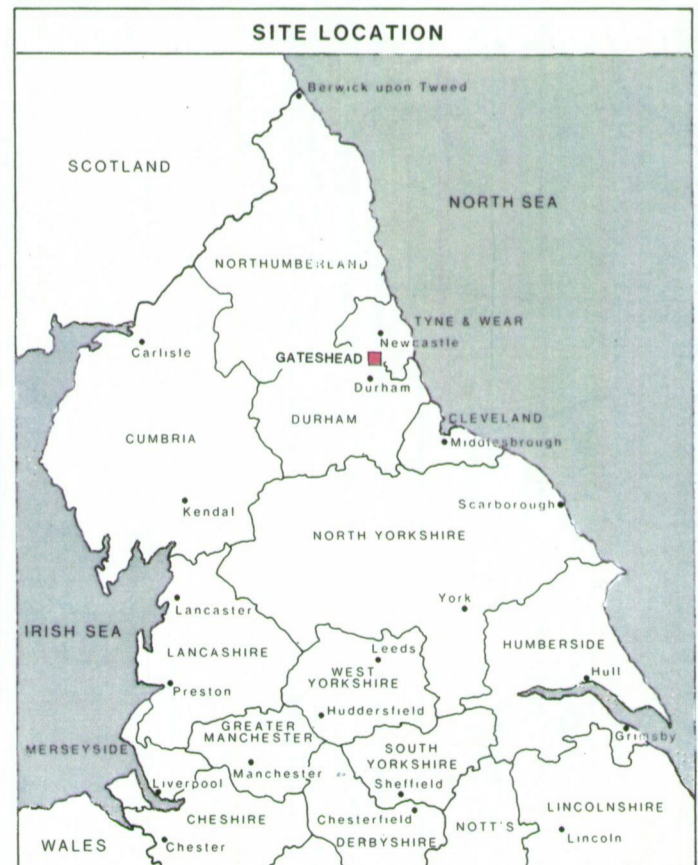 SITE LOCATION
Berwick upon Tweed
SCOTLAND
NORTH SEA
NORTHUMBERLAND
TYNE & WEAR
Newcastle
Carlisle
GATESHEAD
Durham
DURHAM
CLEVELAND
Middlesbrough
CUMBRIA
Kendal
Scarborough
NORTH YORKSHIRE
York
Lancaster
IRISH SEA
LANCASHIRE
Leeds
HUMBERSIDE
WEST
YORKSHIRE
Hull
Preston
Huddersfield
GREATER
MANCHESTER
Grimsby
MERSEYSIDE
SOUTH
YORKSHIRE
Manchester
Liverpool
Sheffield
LINCOLNSHIRE
CHESHIRE
Chesterfield
NOTT'S
Lincoln
WALES
Chester
DERBYSHIRE